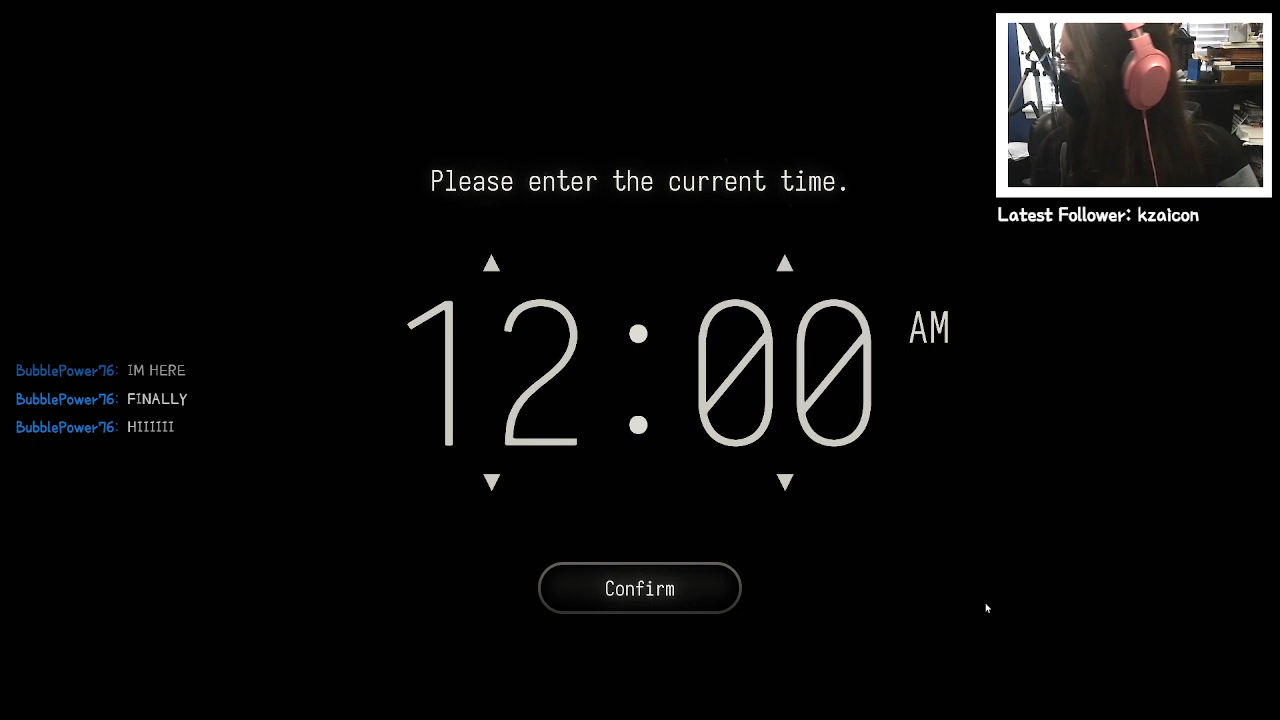 Latest Follower: kzaicon
Please enter the current time.
12:00 AM
BubblePower76: IM HERE
BubblePower76: FINALLY
BubblePower76: HIIIIII
Confirm